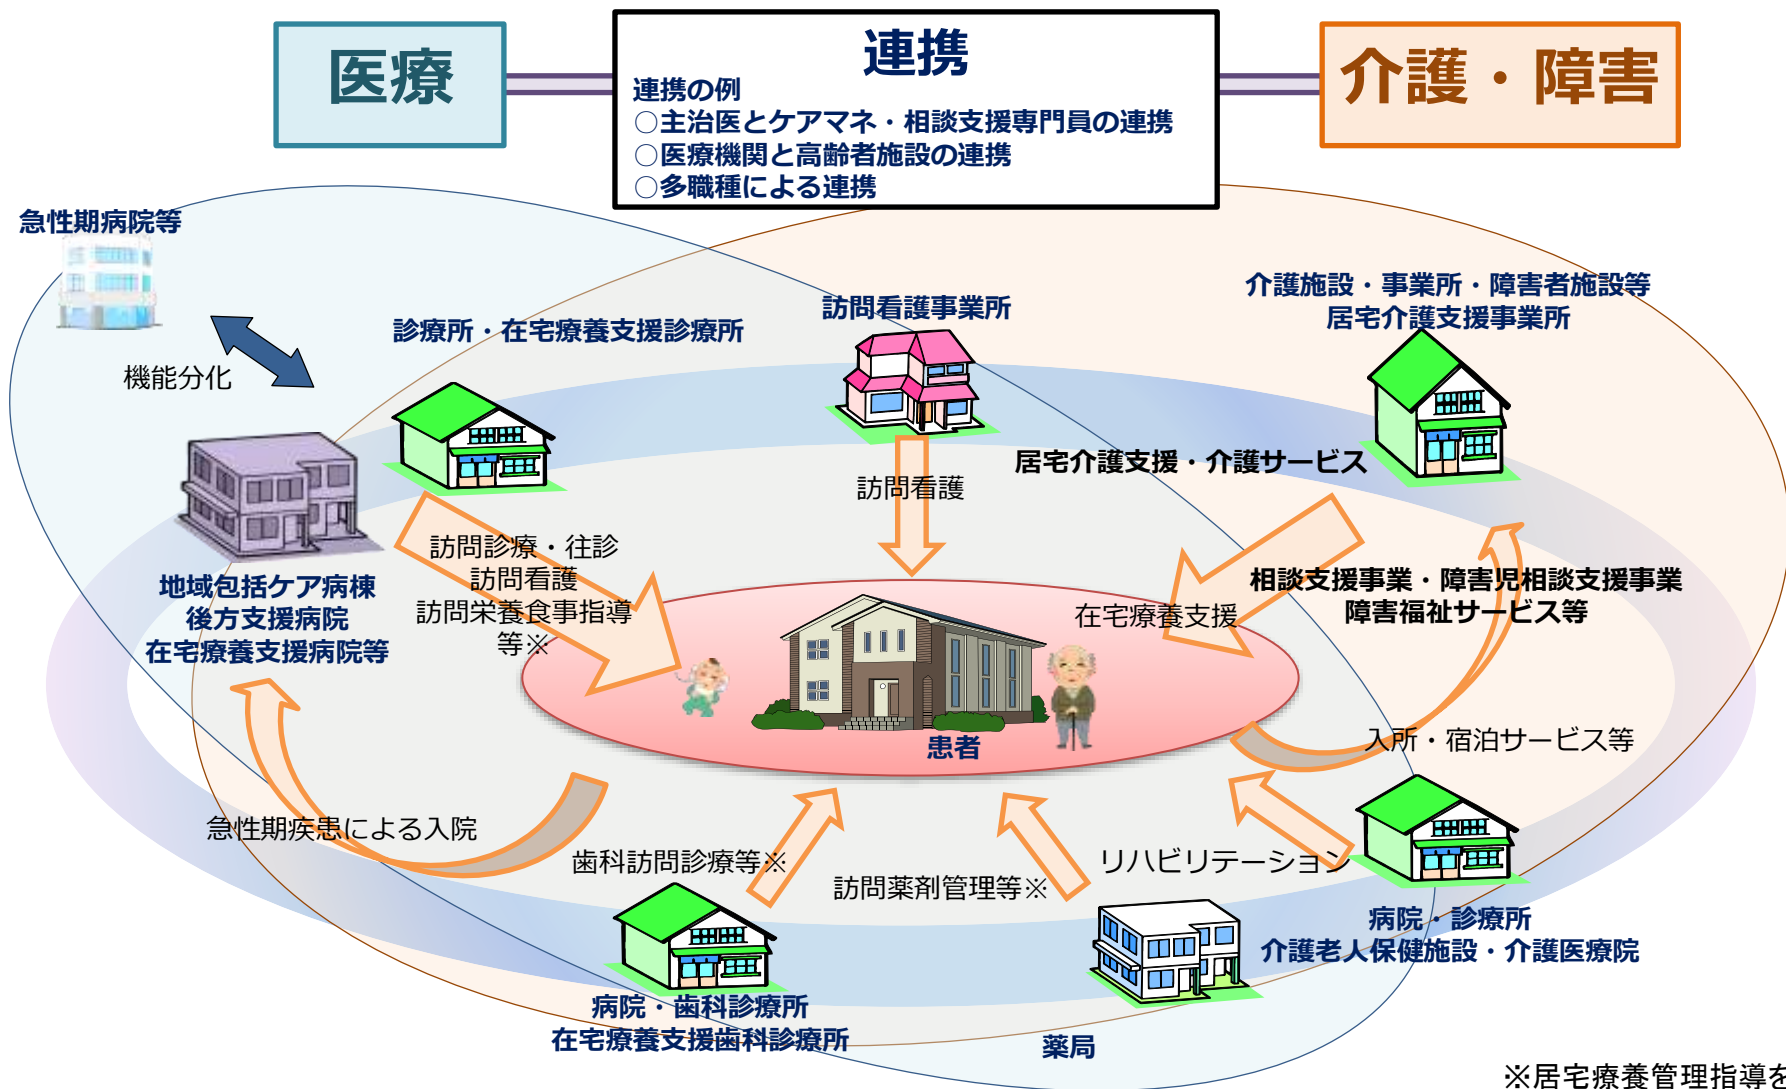 医療
連携
連携の例
○主治医とケアマネ・相談支援専門員の連携
○医療機関と高齢者施設の連携
○多職種による連携
介護・障害
急性期病院等
機能分化
診療所・在宅療養支援診療所
訪問看護事業所
介護施設・事業所・障害者施設等
居宅介護支援事業所
居宅介護支援・介護サービス
訪問看護
訪問診療・往診
訪問看護
訪問栄養食事指導
等※
地域包括ケア病棟
後方支援病院
在宅療養支援病院等
在宅療養支援
相談支援事業・障害児相談支援事業
障害福祉サービス等
患者
入所・宿泊サービス等
急性期疾患による入院
歯科訪問診療等※
訪問薬剤管理等※
リハビリテーション
病院・診療所
介護老人保健施設・介護医療院
病院・歯科診療所
在宅療養支援歯科診療所
薬局
※居宅療養管理指導を